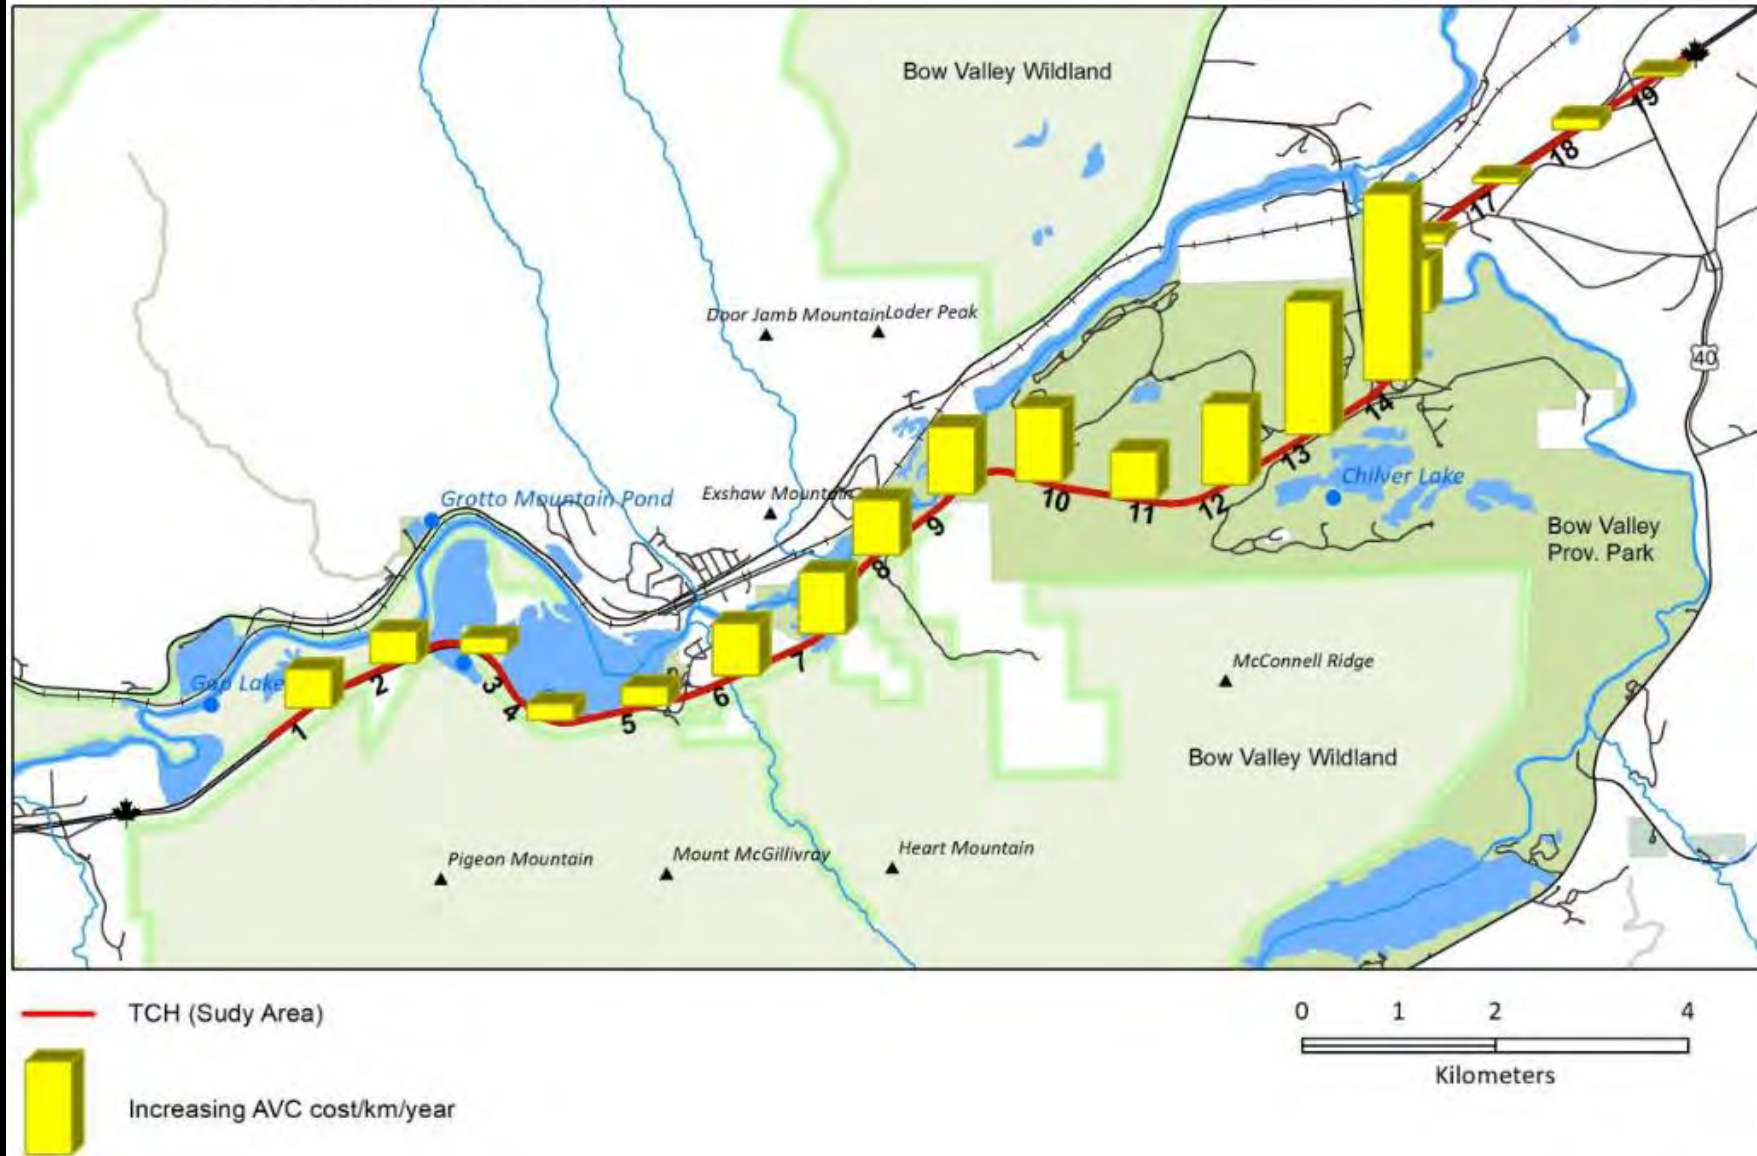 Bow Valley Wildland
19
18
17
40
Door Jamb Mountain
Loder Peak
14
13
Chilver Lake
Grotto Mountain Pond
Exshaw Mountain
10
11
12
9
Bow Valley
Prov. Park
8
McConnell Ridge
7
Gap Lake
2
3
6
4
5
1
Bow Valley Wildland
Pigeon Mountain
Mount McGillivray
Heart Mountain
TCH (Sudy Area)
Increasing AVC cost/km/year
0 1 2 4
Kilometers